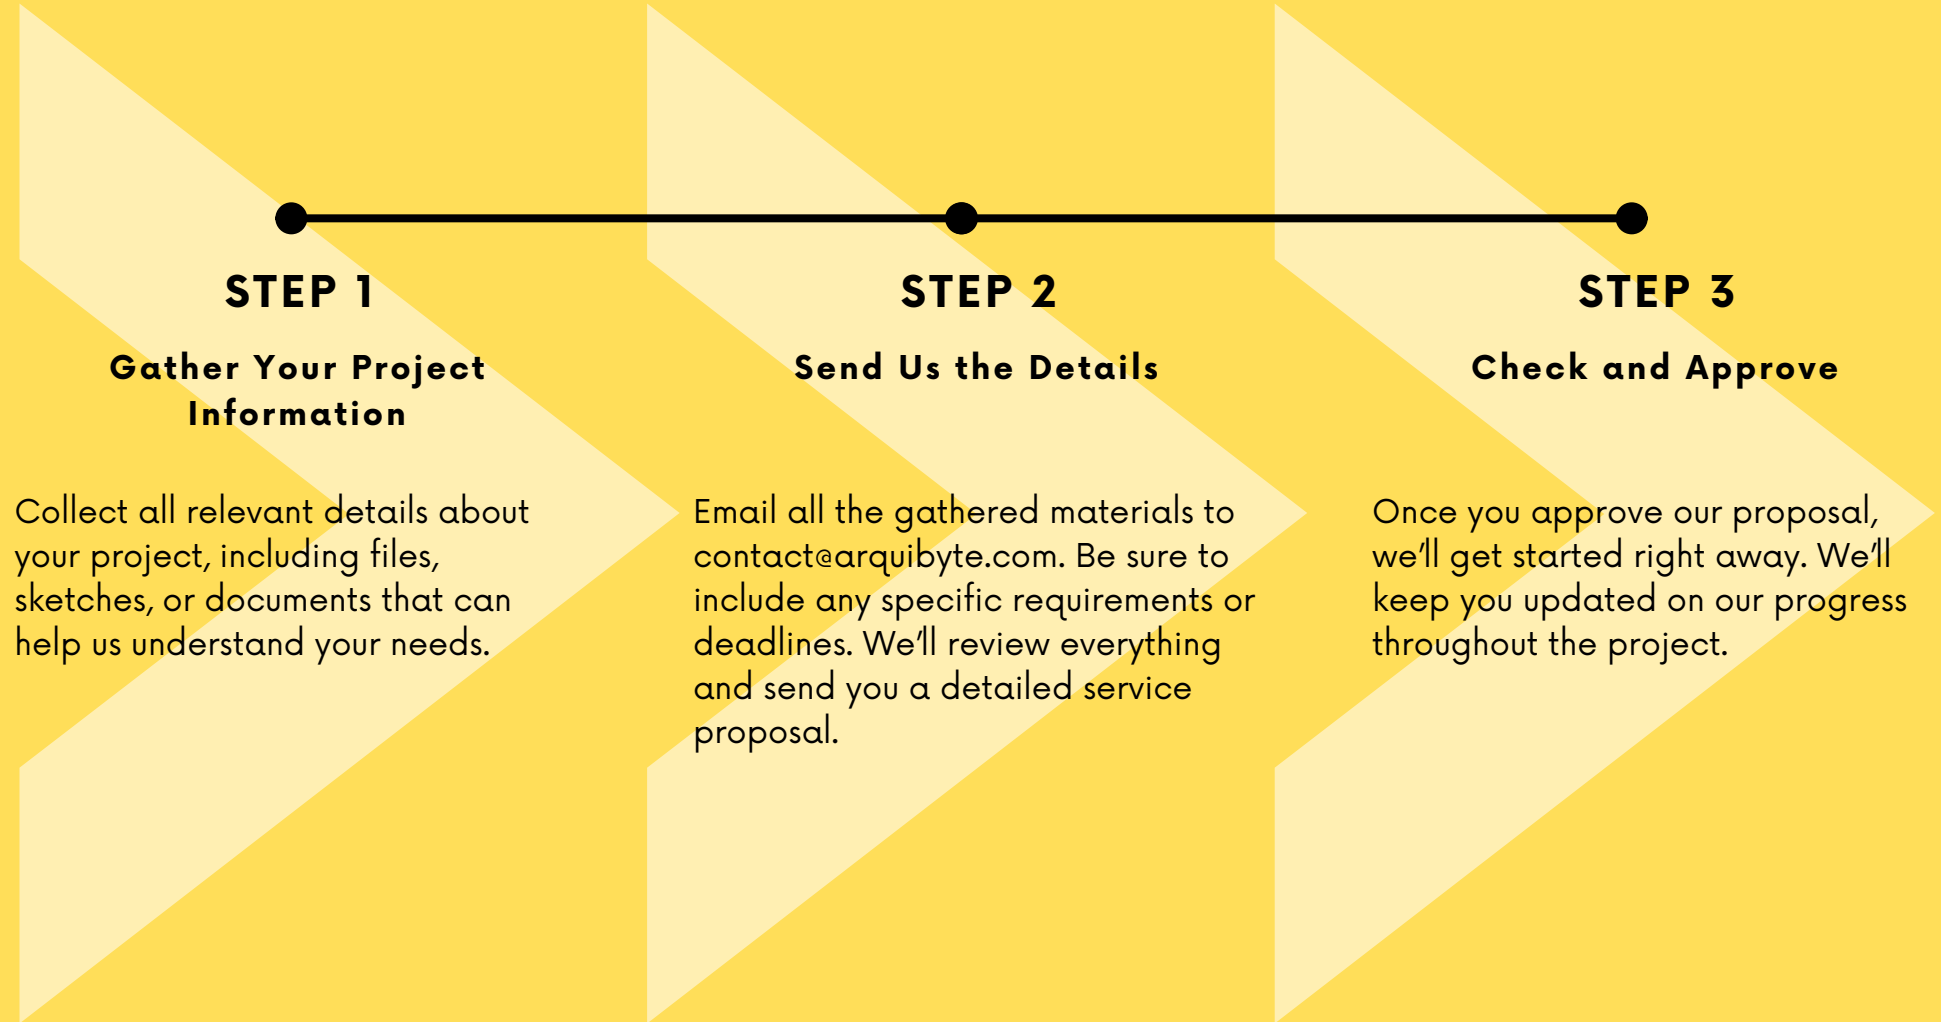 STEP 1
Gather Your Project
Information
Collect all relevant details about
your project, including files,
sketches, or documents that can
help us understand your needs.
STEP 2
Send Us the Details
Email all the gathered materials to
contact@arquibyte.com. Be sure to
include any specific requirements or
deadlines. We’ll review everything
and send you a detailed service
proposal.
STEP 3
Check and Approve
Once you approve our proposal,
we’ll get started right away. We’ll
keep you updated on our progress
throughout the project.